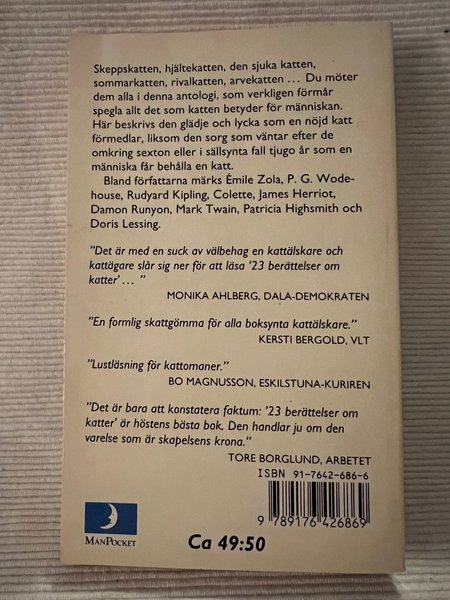 Skeppskatten, hjältekatten, den sjuka katten,
sommarkatten, rivalkatten, arvekatten ... Du möter
dem alla i denna antologi, som verkligen förmår
spegla allt det som katten betyder för människan.
Här beskrivs den glädje och lycka som en nöjd katt
förmedlar, liksom den sorg som väntar efter de
omkring sexton eller i sällsynta fall tjugo år som en
människa får behålla en katt.
Bland författarna märks Émile Zola, P. G. Wode-
house, Rudyard Kipling, Colette, James Herriot,
Damon Runyon, Mark Twain, Patricia Highsmith och
Doris Lessing.
"Det är med en suck av välbehag en kattälskare och
kattägare slår sig ner för att läsa '23 berättelser om
katter' ... "
MONIKA AHLBERG, DALA-DEMOKRATEN
"En formlig skattgömma för alla boksynta kattälskare."
KERSTI BERGOLD, VLT
"Lustläsning för kattomaner."
BO MAGNUSSON, ESKILSTUNA-KURIREN
"Det är bara att konstatera faktum: '23 berättelser om
katter' är höstens bästa bok. Den handlar ju om den
varelse som är skapelsens krona."
TORE BORGLUND, ARBETET
ISBN 91-7642-686-6
9 789176 426869
MÅNPOCKET
Ca 49:50